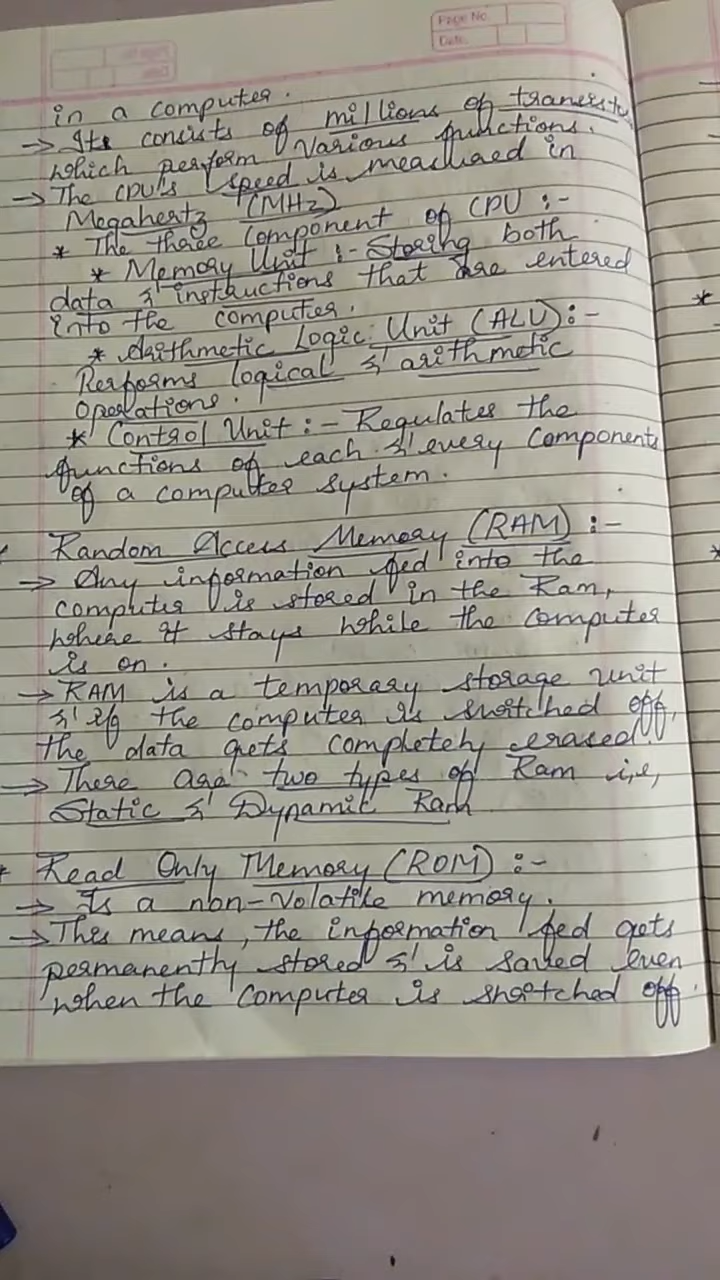 Page No.
Date:
in a computer.
→ Its consists of millions of
which perform various functions.
→ The CPU's speed is measured in
Megahertz (MHz)
* The three Component of CPU :-
* Memory Unit :- Storing both
data & instructions that are entered
into the computer.
* Arithmetic Logic Unit (ALU) :-
Performs logical & arithmetic
Operations.
* Control Unit :- Regulates the
functions of each & every Components
of a computer system.
Random Access Memory (RAM) :-
→ Any information fed into the
computer is stored in the Ram,
where it stays while the computer
is on.
→ RAM is a temporary storage unit
& if the computer is switched off,
the data gets completely erased.
→ There are two types of Ram i,e,
Static & Dynamic Ram
* Read Only Memory (ROM) :-
→ Is a non-Volatile memory.
→ This means, the information fed gets
permanently stored & is saved even
when the computer is switched off.